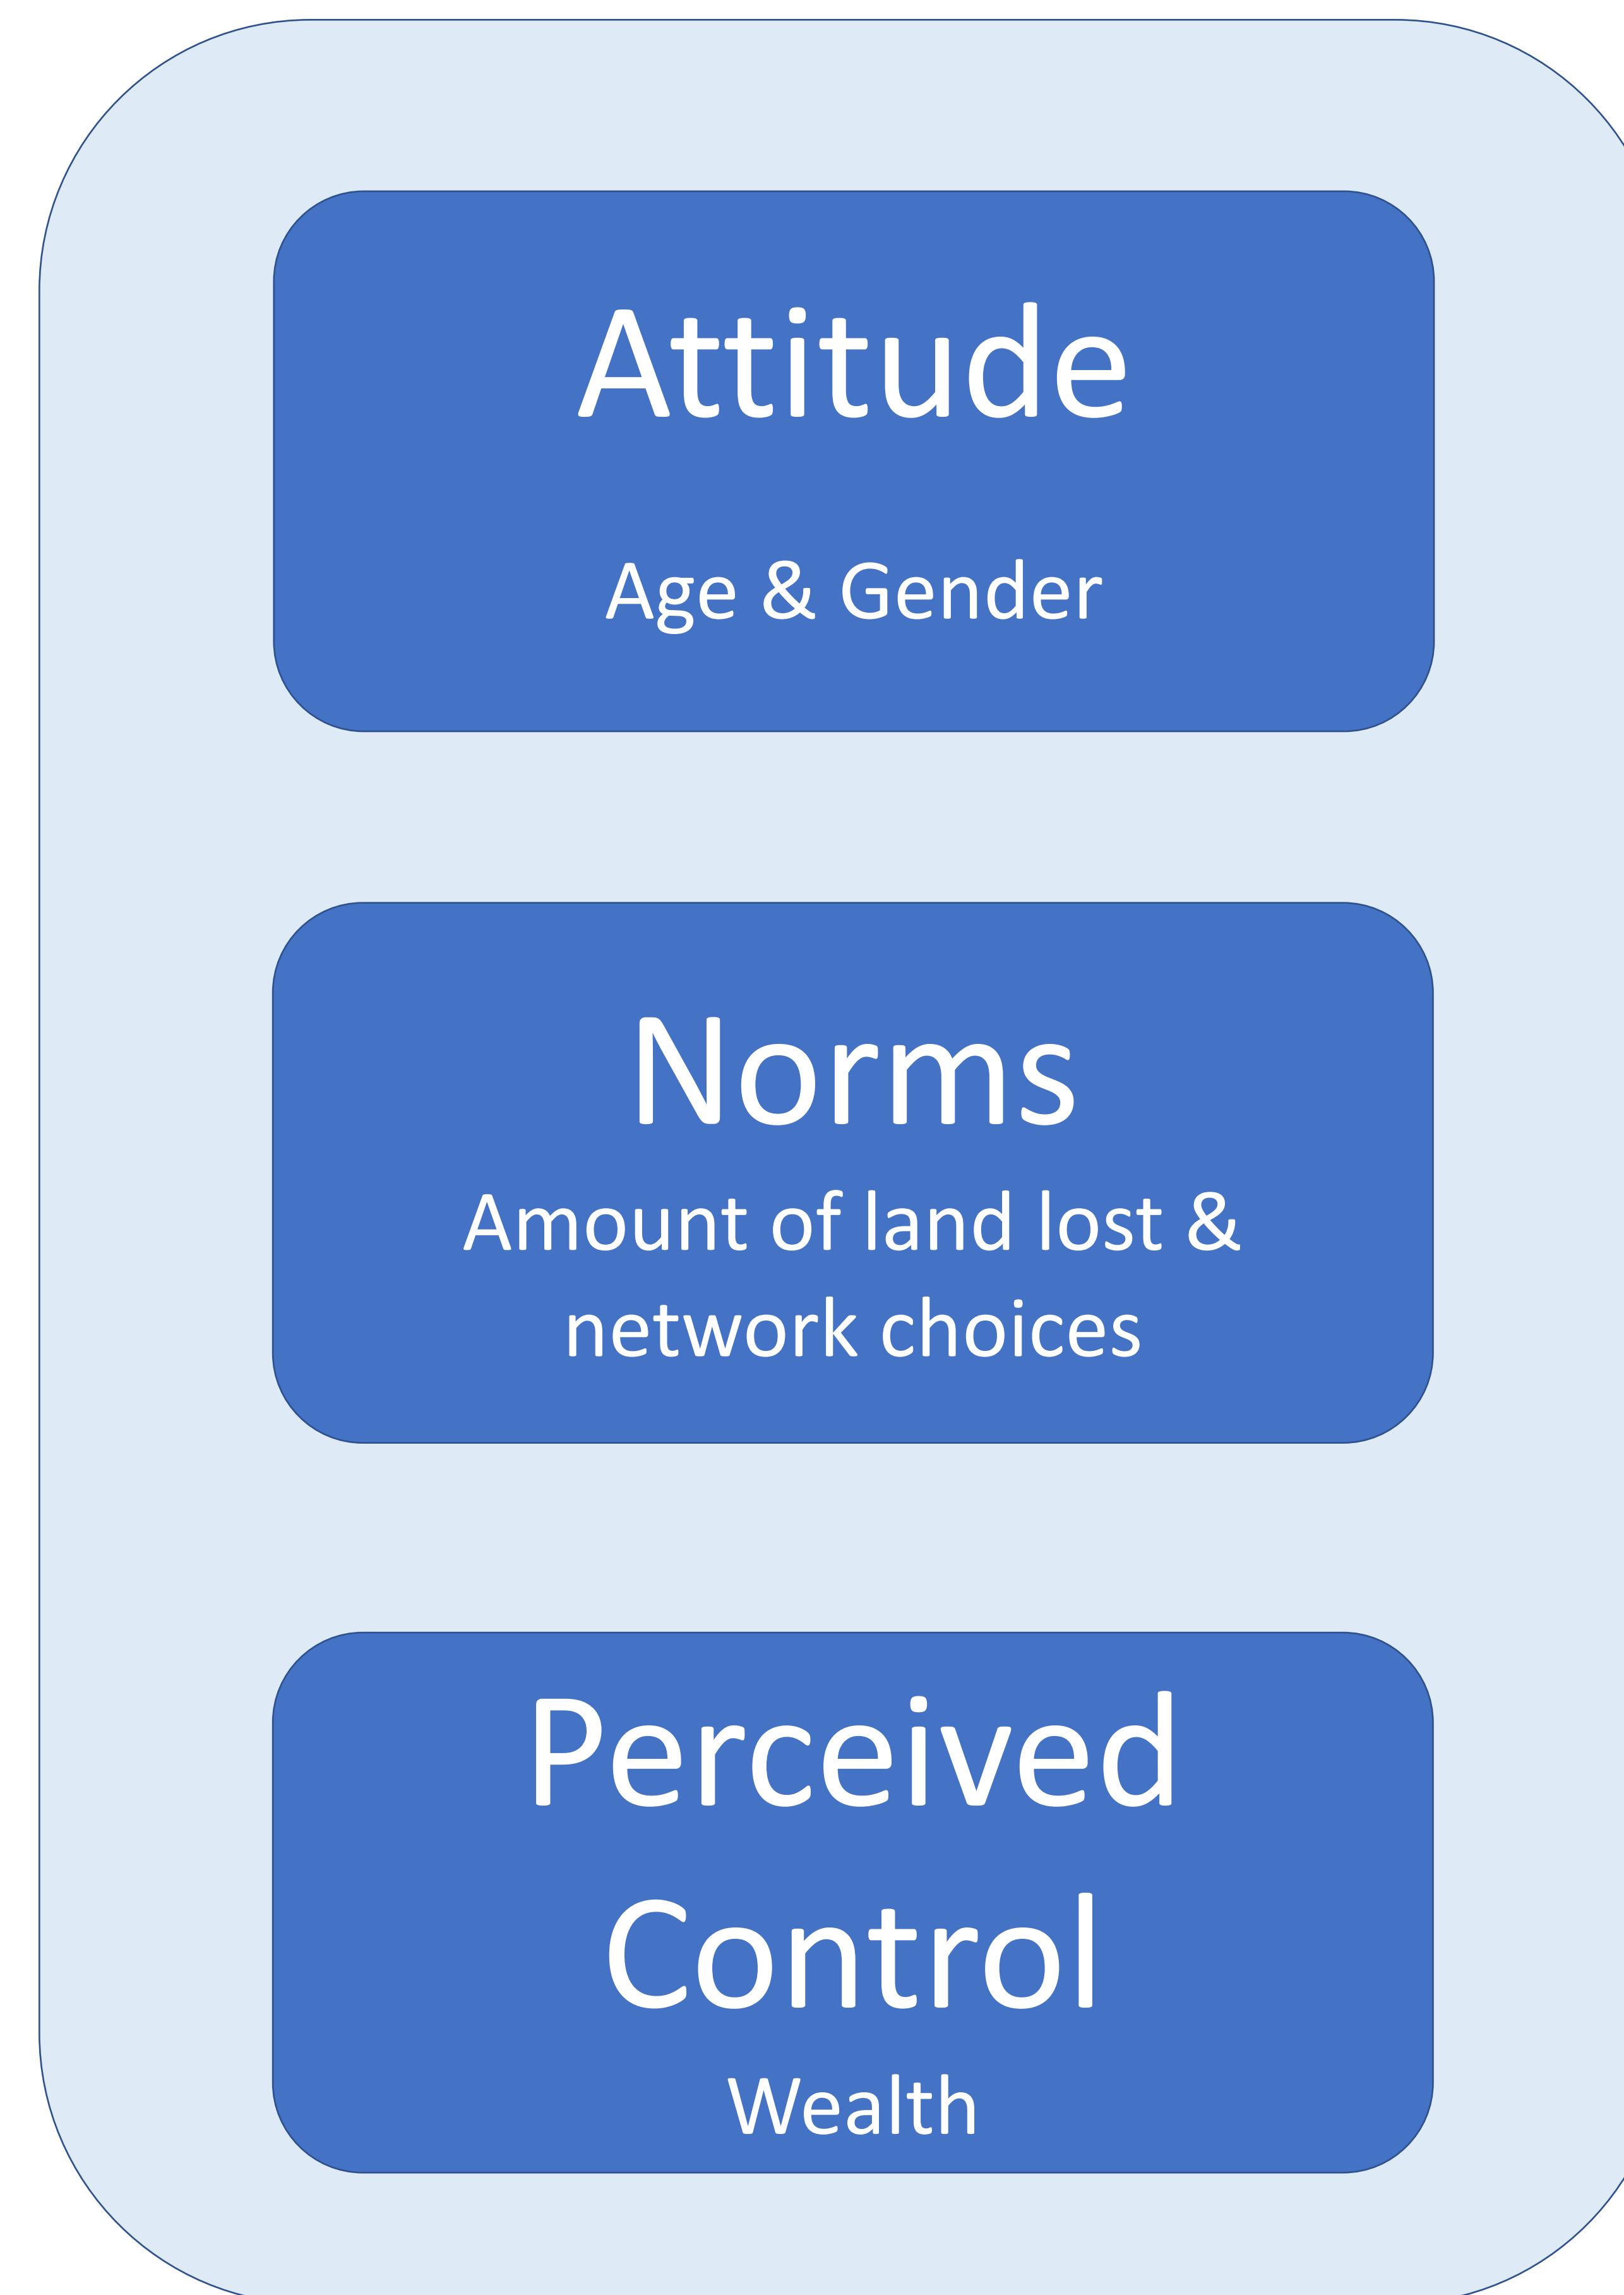 Attitude
Age & Gender
Norms
Amount of land lost &
network choices
Perceived
Control
Wealth